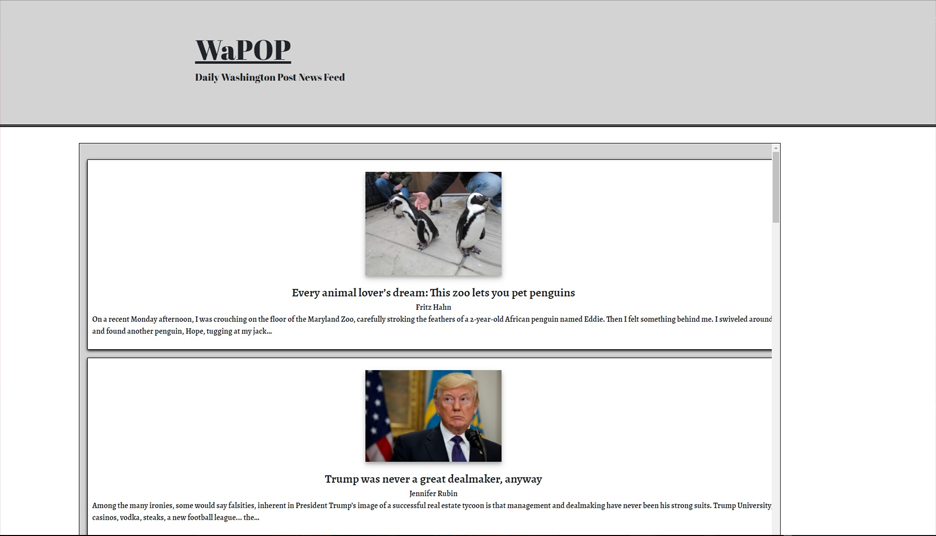 WaPOP
Daily Washington Post News Feed
Every animal lover's dream: This zoo lets you pet penguins
Fritz Hahn
On a recent Monday afternoon, I was crouching on the floor of the Maryland Zoo, carefully stroking the feathers of a 2-year-old African penguin named Eddie. Then I felt something behind me. I swiveled around
and found another penguin, Hope, tugging at my jack...
Trump was never a great dealmaker, anyway
Jennifer Rubin
Among the many ironies, some would say falsities, inherent in President Trump's image of a successful real estate tycoon is that management and dealmaking have never been his strong suits. Trump University,
casinos, vodka, steaks, a new football league... the...